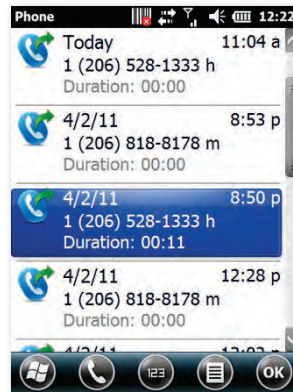 Phone 12:22
Today 11:04 a
1 (206) 528-1333 h
Duration: 00:00
4/2/11 8:53 p
1 (206) 818-8178 m
Duration: 00:00
4/2/11 8:50 p
1 (206) 528-1333 h
Duration: 00:11
4/2/11 12:28 p
1 (206) 818-8178 m
Duration: 00:00
123 OK